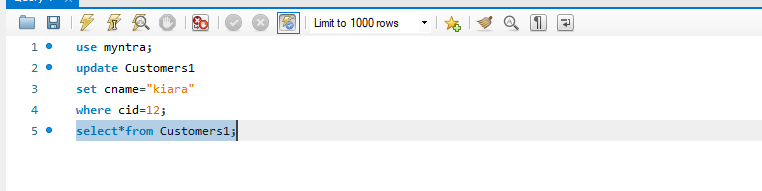 Limit to 1000 rows
1 use myntra;
2 update Customers1
3 set cname="kiara"
4 where cid=12;
5 select*from Customers1;